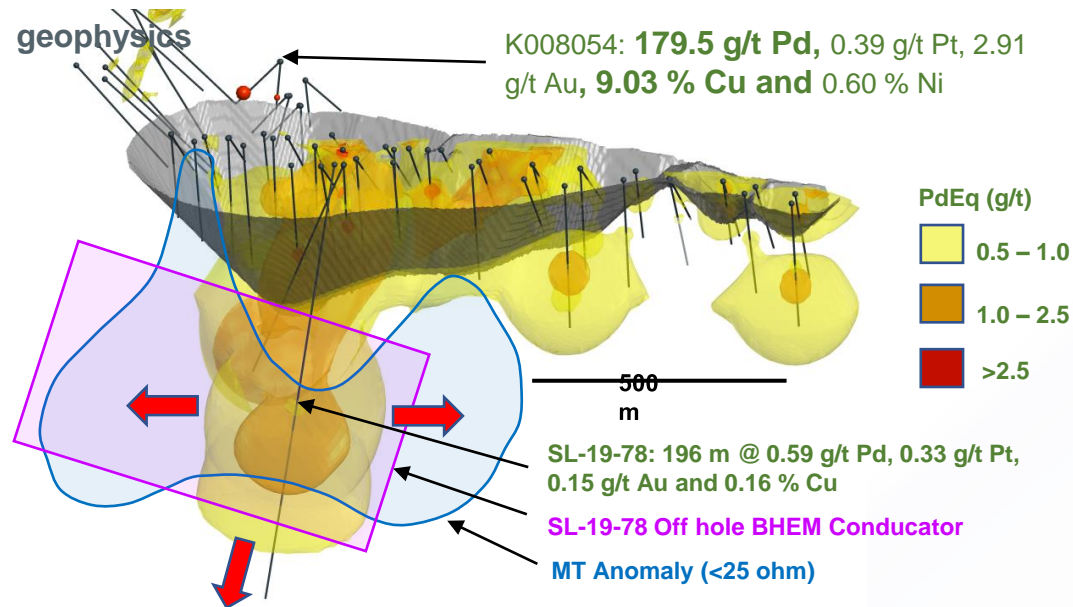 geophysics
K008054: 179.5 g/t Pd, 0.39 g/t Pt, 2.91
g/t Au, 9.03 % Cu and 0.60 % Ni
PdEq (g/t)
0.5 – 1.0
1.0 – 2.5
>2.5
500
m
SL-19-78: 196 m @ 0.59 g/t Pd, 0.33 g/t Pt,
0.15 g/t Au and 0.16 % Cu
SL-19-78 Off hole BHEM Conducator
MT Anomaly (<25 ohm)